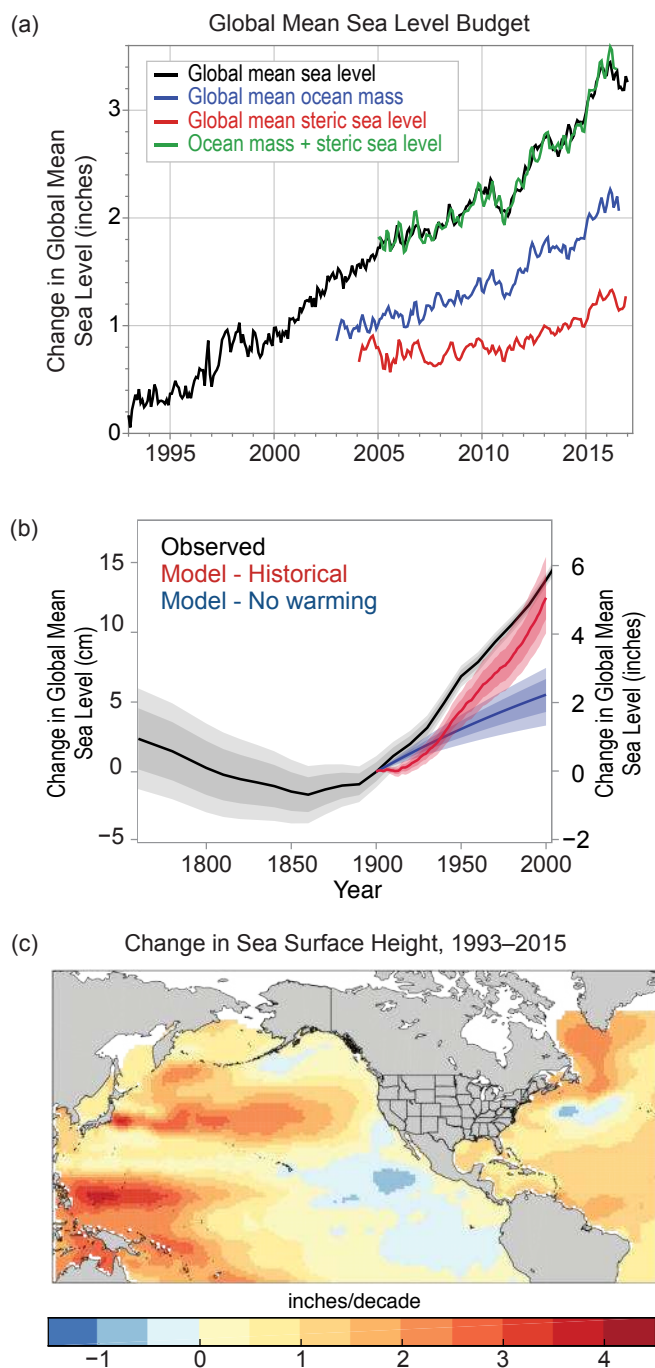 (a)
Global Mean Sea Level Budget
Global mean sea level
Global mean ocean mass
Global mean steric sea level
Ocean mass + steric sea level
Change in Global Mean
Sea Level (inches)
3
2
1
0
1995
2000
2005
2010
2015
(b)
Observed
Model - Historical
Model - No warming
Change in Global Mean
Sea Level (cm)
15
10
5
0
−5
6
4
2
0
−2
Change in Global Mean
Sea Level (inches)
1800
1850
1900
1950
2000
Year
(c)
Change in Sea Surface Height, 1993–2015
inches/decade
−1
0
1
2
3
4